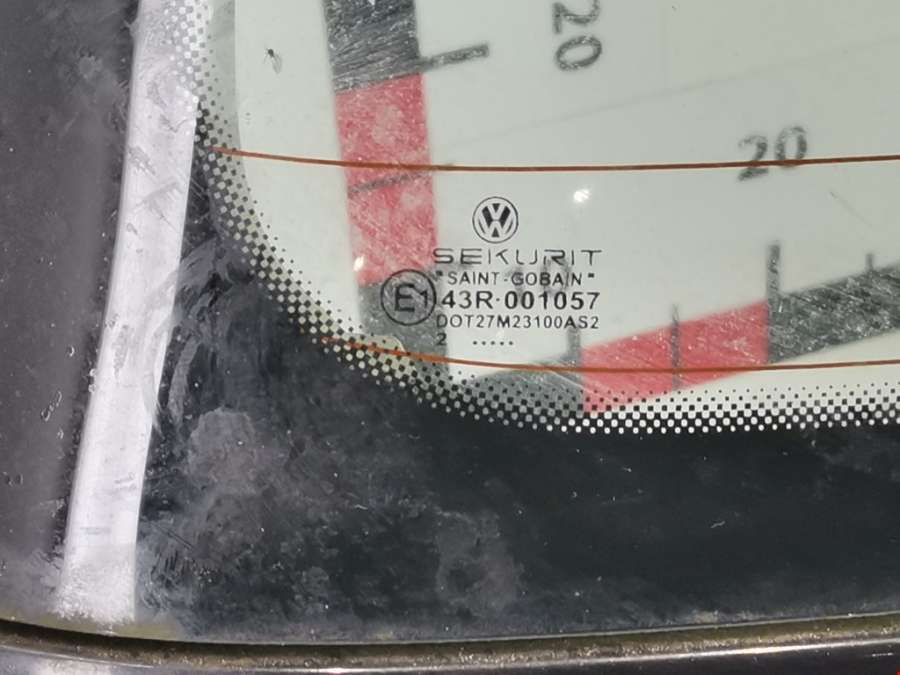 20
20
SEKURIT
"SAINT-GOBAIN"
E1 43R-001057
DOT27M23100AS2
2 .....